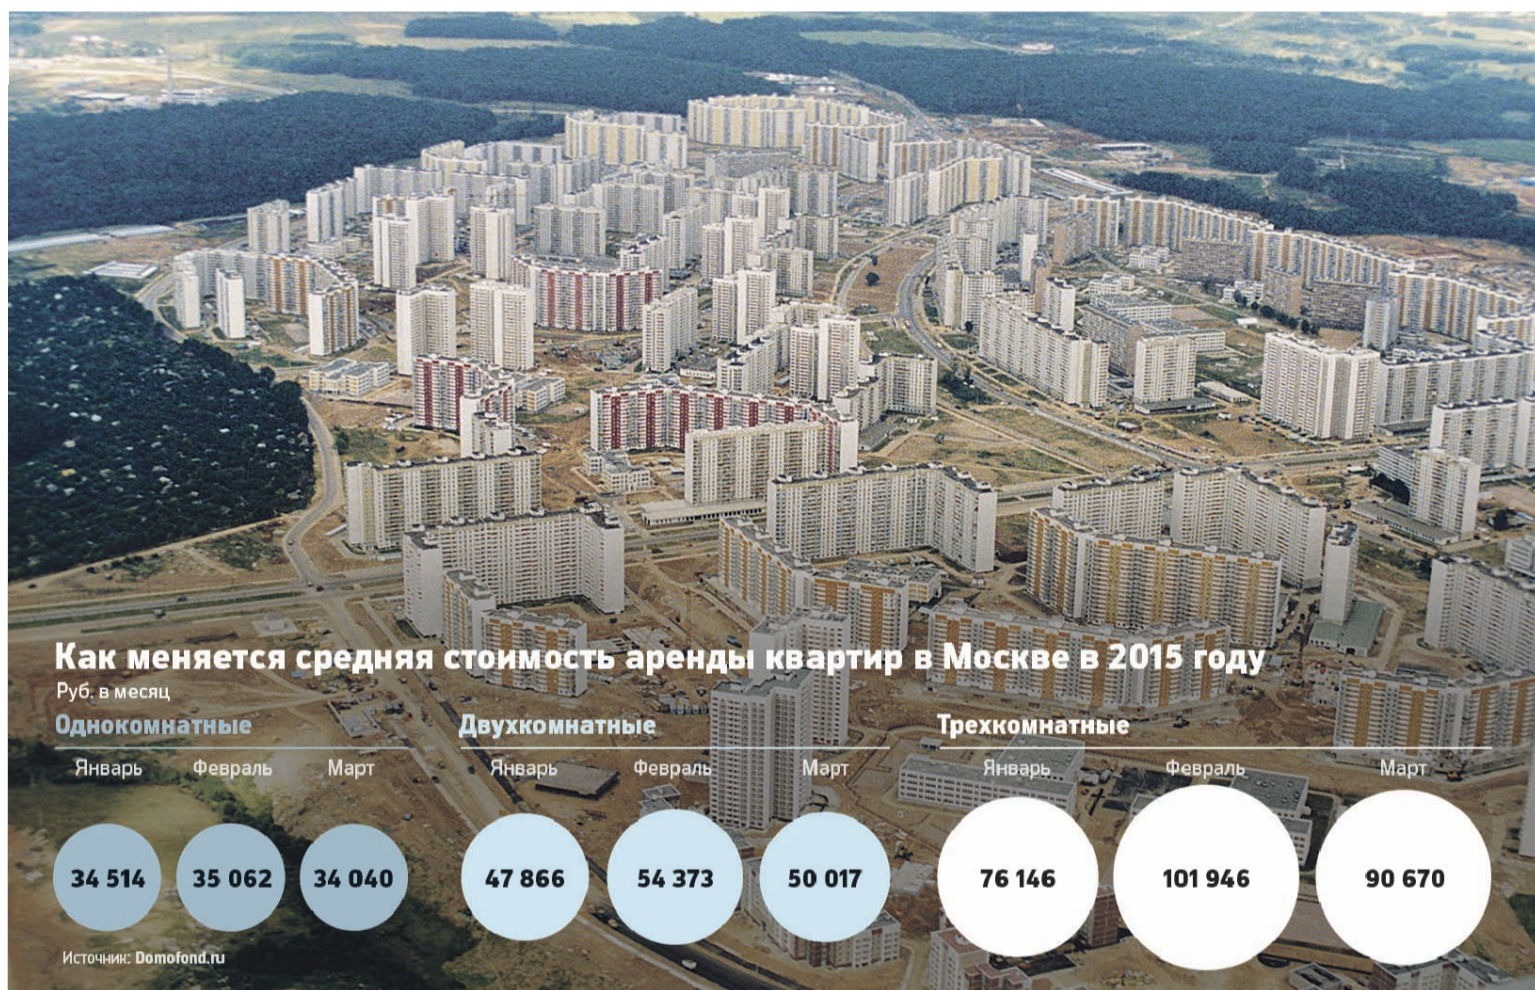 Как меняется средняя стоимость аренды квартир в Москве в 2015 году
Руб. в месяц
Однокомнатные
Январь Февраль Март
34 514 35 062 34 040
Двухкомнатные
Январь Февраль Март
47 866 54 373 50 017
Трехкомнатные
Январь Февраль Март
76 146 101 946 90 670
Источник: Domofond.ru